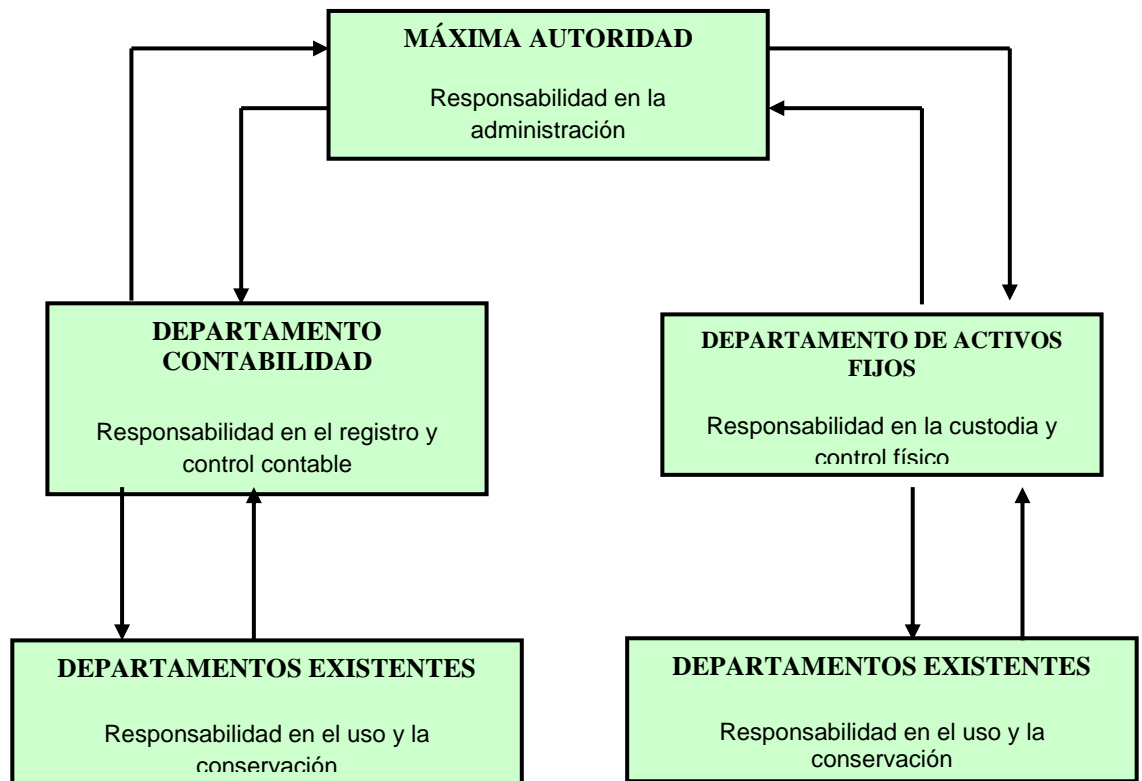 MÁXIMA AUTORIDAD
Responsabilidad en la
administración
DEPARTAMENTO
CONTABILIDAD
Responsabilidad en el registro y
control contable
DEPARTAMENTO DE ACTIVOS
FIJOS
Responsabilidad en la custodia y
control físico
DEPARTAMENTOS EXISTENTES
Responsabilidad en el uso y la
conservación
DEPARTAMENTOS EXISTENTES
Responsabilidad en el uso y la
conservación